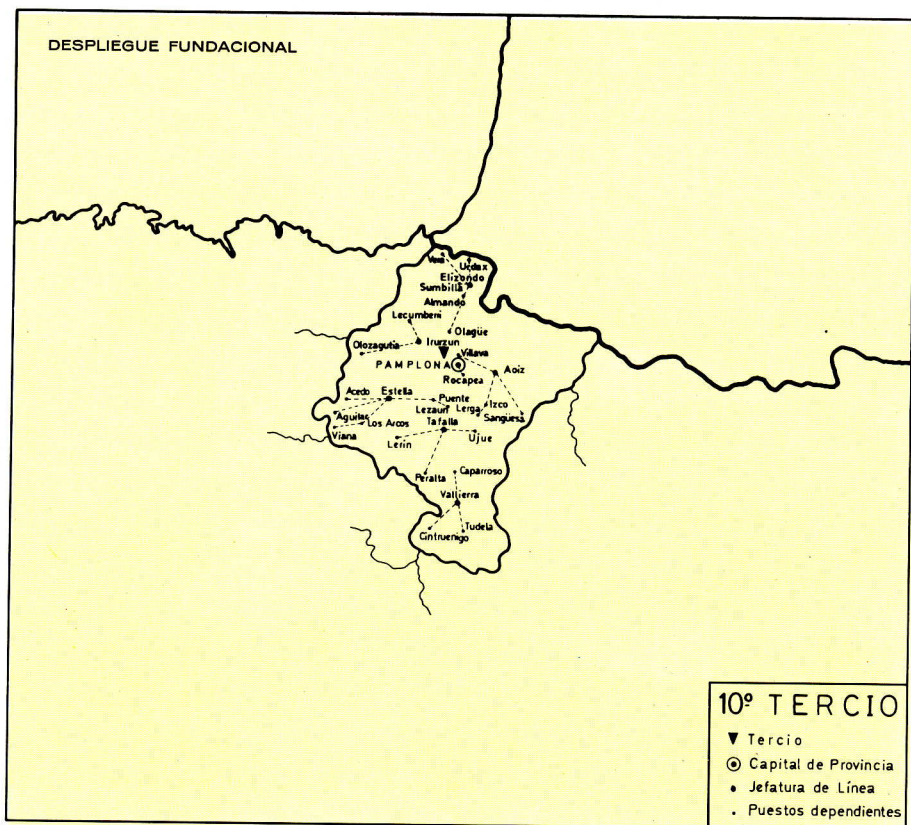 DESPLIEGUE FUNDACIONAL
Vera
Urdax
Elizondo
Sumbilla
Almando
Lecumberri
Olagüe
Irurzun
Olozagutia
Villava
PAMPLONA
Aoiz
Rocapea
Acedo
Estella
Puente
Izco
Lezaun
Lerga
Sangüesa
Aguilar
Los Arcos
Tafalla
Viana
Lerin
Ujue
Peralta
Caparroso
Valtierra
Tudela
Cintruenigo
10º TERCIO
Tercio
Capital de Provincia
Jefatura de Línea
Puestos dependientes